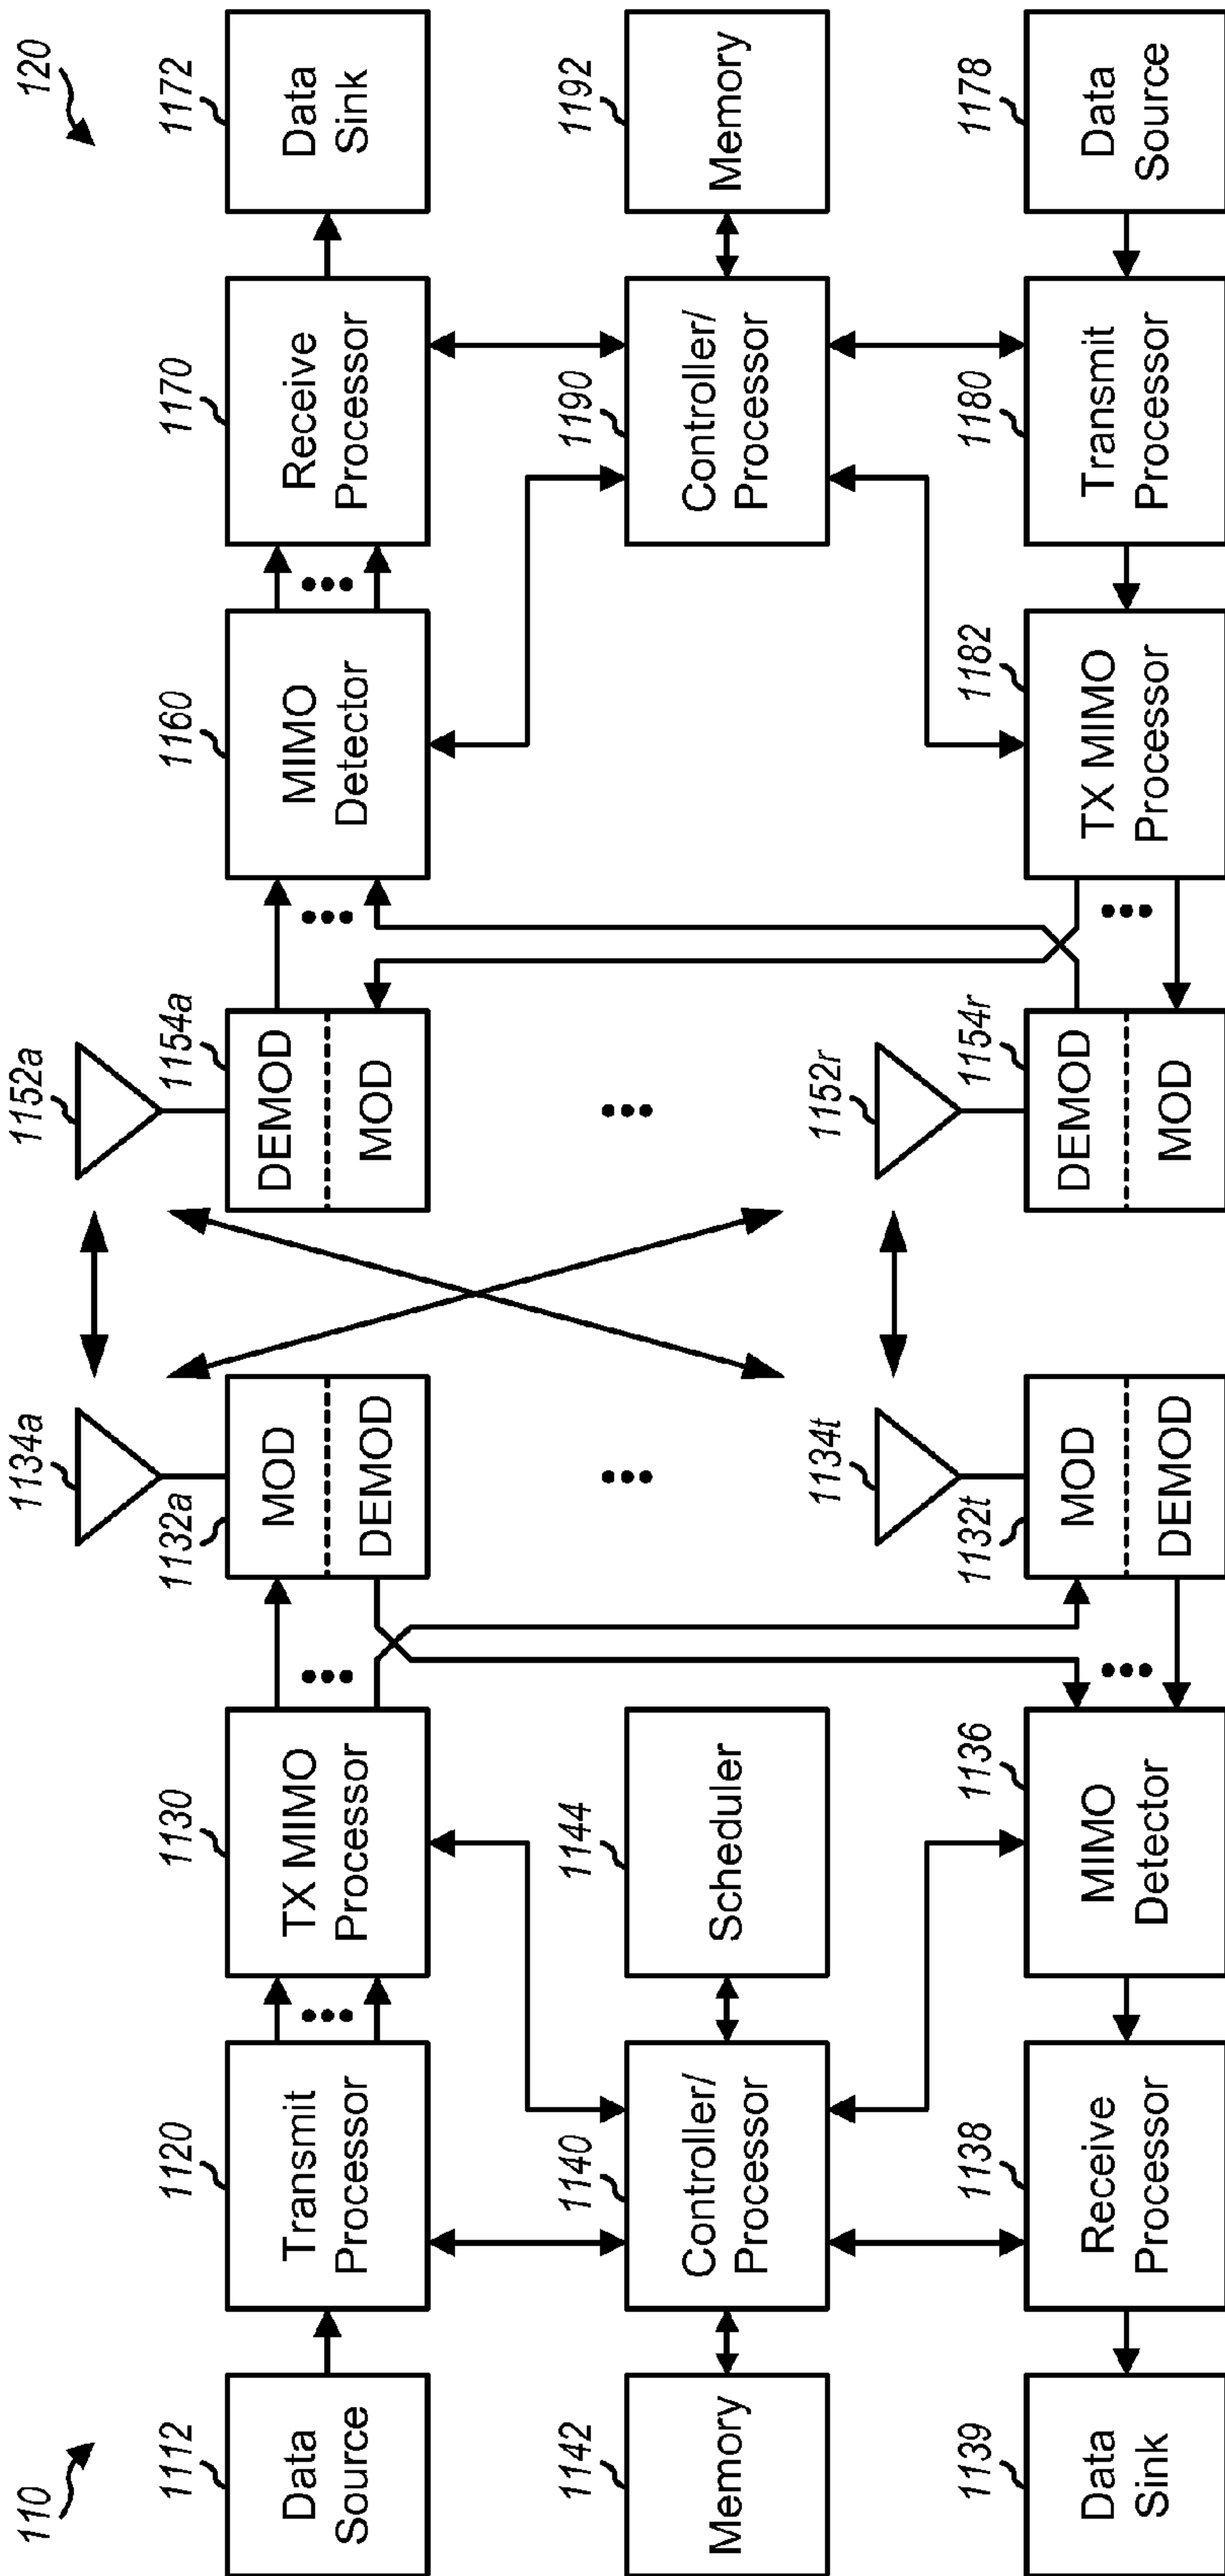 110
120
1112
Data
Source
1120
Transmit
Processor
1130
TX MIMO
Processor
1132a
MOD
DEMOD
1134a
1152a
1154a
DEMOD
MOD
1160
MIMO
Detector
1170
Receive
Processor
1172
Data
Sink
1142
Memory
1140
Controller/
Processor
1144
Scheduler
1190
Controller/
Processor
1192
Memory
1139
Data
Sink
1138
Receive
Processor
1136
MIMO
Detector
1132t
MOD
DEMOD
1134t
1152r
1154r
DEMOD
MOD
1182
TX MIMO
Processor
1180
Transmit
Processor
1178
Data
Source